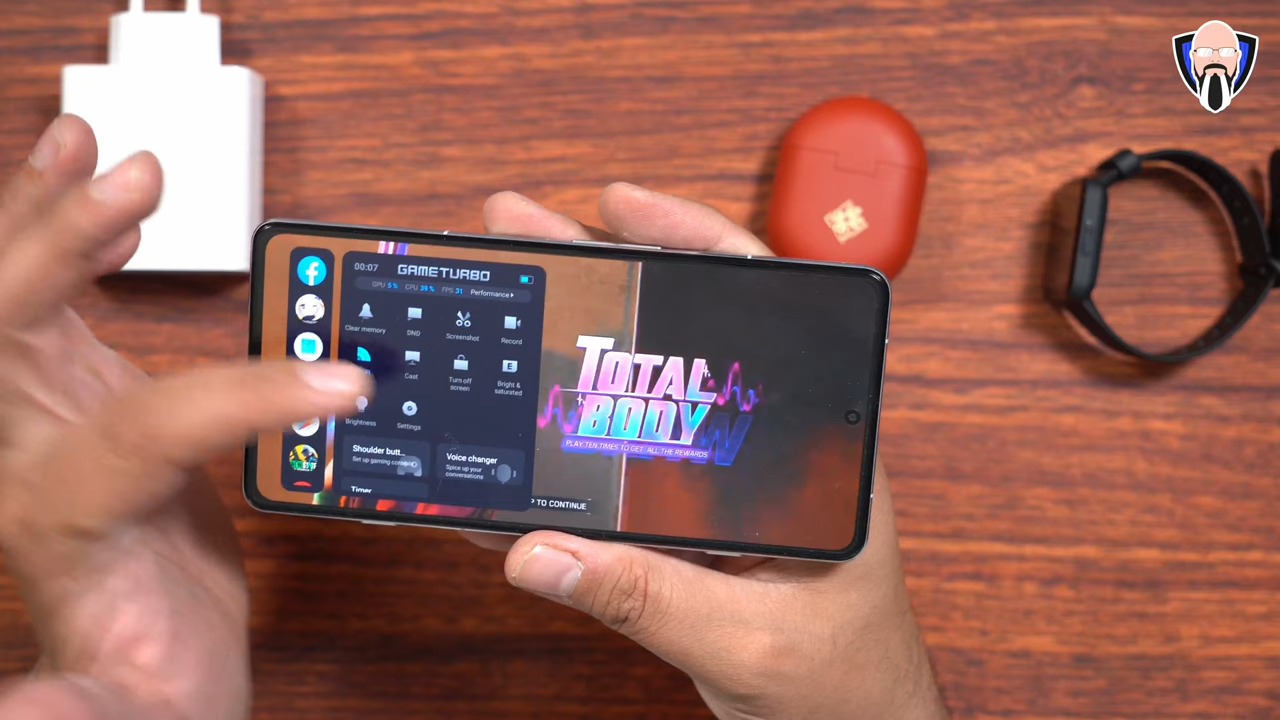 00:07 GAME TURBO
GPU 5% CPU 39% FPS 31 Performance
Clear memory DND Screenshot Record
Cast Turn off screen Bright & saturated
Brightness Settings
Shoulder butt...
Set up gaming
Voice changer
Spice up your conversations
Timer
TOTAL
BODY
PLAY TEN TIMES TO GET ALL THE REWARDS
P TO CONTINUE